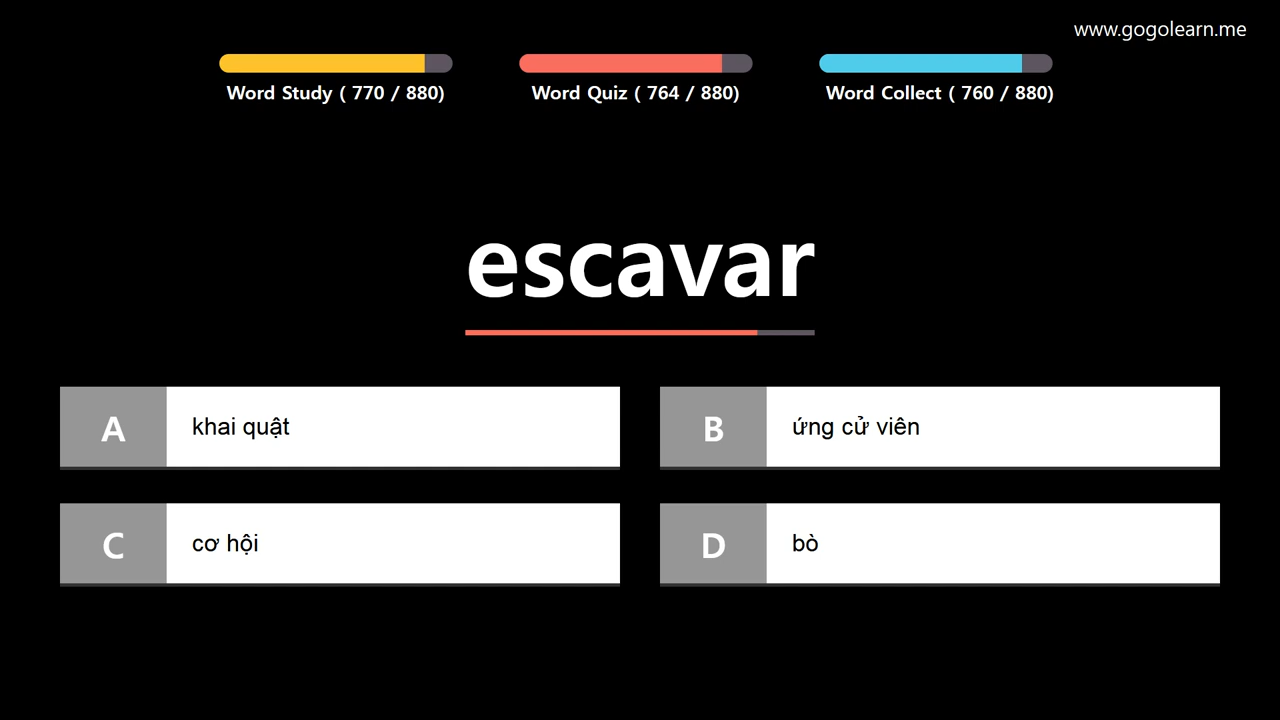 www.gogolearn.me
Word Study ( 770 / 880)
Word Quiz ( 764 / 880)
Word Collect ( 760 / 880)
escavar
A khai quật
B ứng cử viên
C cơ hội
D bò